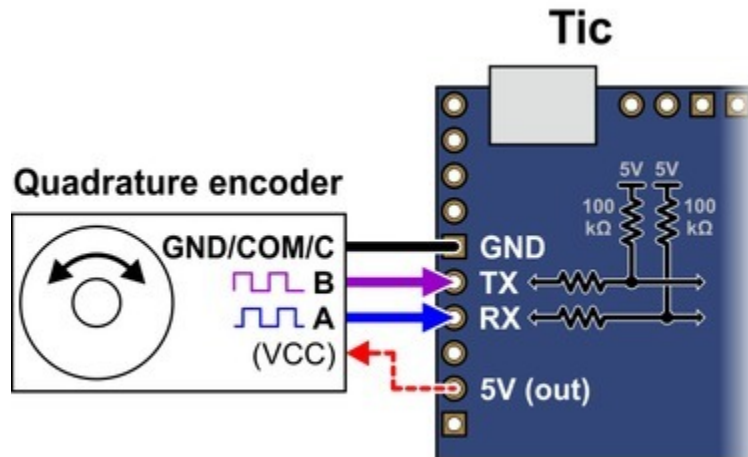 Tic
Quadrature encoder
5V 5V
100 kΩ
100 kΩ
GND/COM/C
GND
B
TX
A
RX
(VCC)
5V (out)